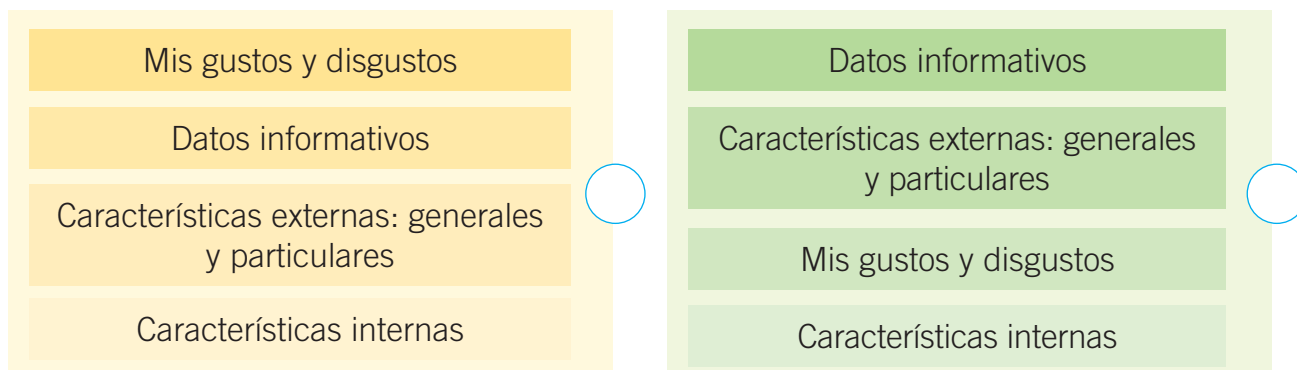 Mis gustos y disgustos
Datos informativos
Características externas: generales
y particulares
Características internas
Datos informativos
Características externas: generales
y particulares
Mis gustos y disgustos
Características internas